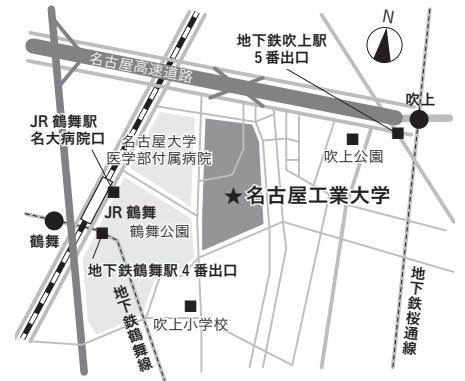 N
地下鉄吹上駅
5番出口
名古屋高速道路
吹上
JR 鶴舞駅
名大病院口
名古屋大学
医学部付属病院
吹上公園
★名古屋工業大学
JR 鶴舞
鶴舞公園
鶴舞
地下鉄鶴舞駅 4番出口
地下鉄鶴舞線
吹上小学校
地下鉄桜通線